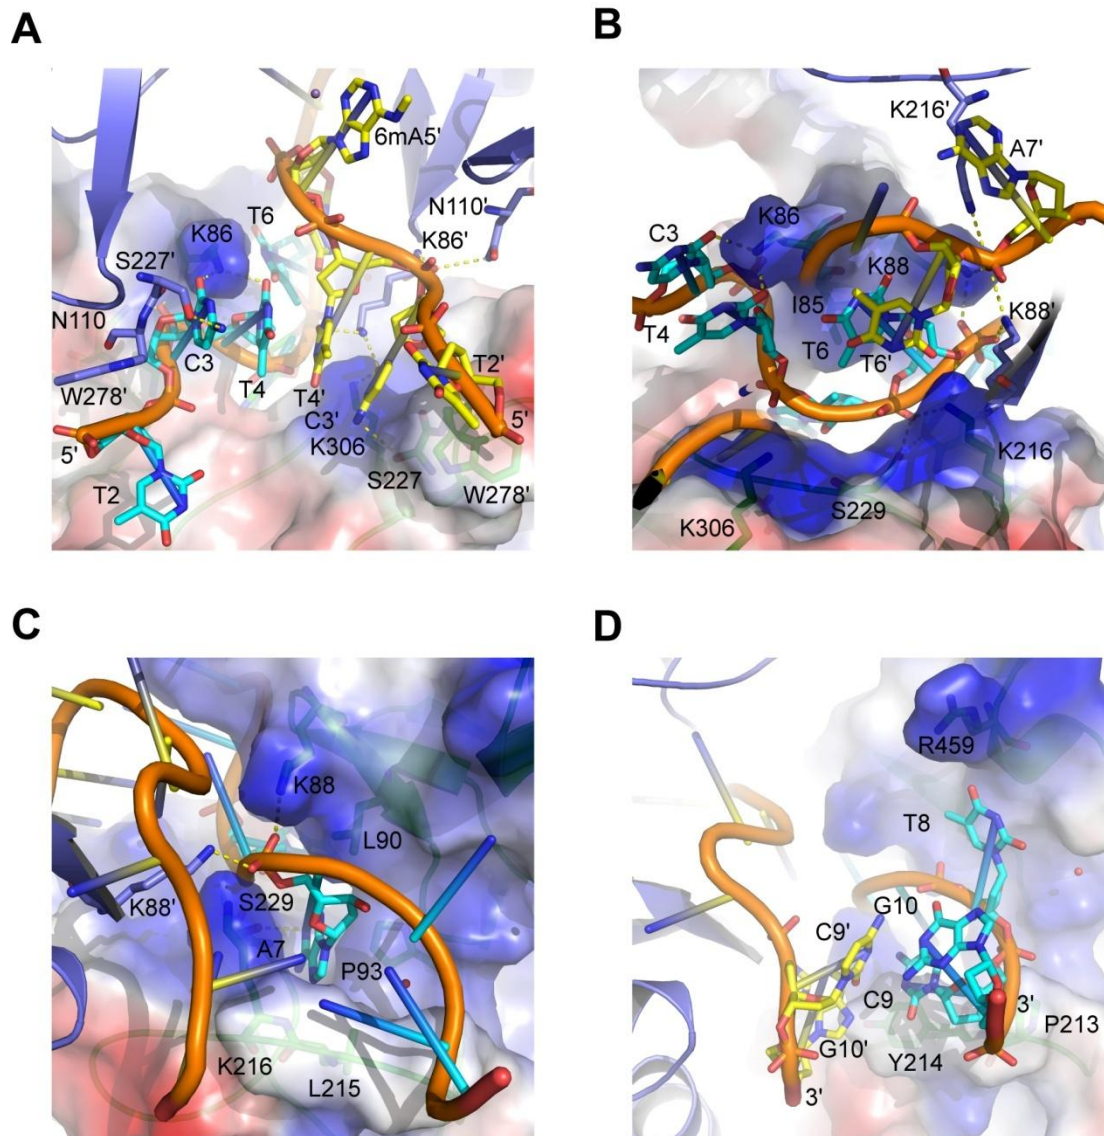 A
B
6mA5'
K216'
A7'
N110'
T6
K86
K86'
K86
C3
S227'
K88
I85
N110
C3
T4
T4
T6
T6'
K88'
W278'
T4'
T2'
5'
C3'
K306
5'
K216
T2
S227
W278'
S229
K306
C
D
R459
K88
T8
L90
S229
G10
K88'
C9'
A7
P93
C9
3'
P213
K216
G10'
Y214
L215
3'